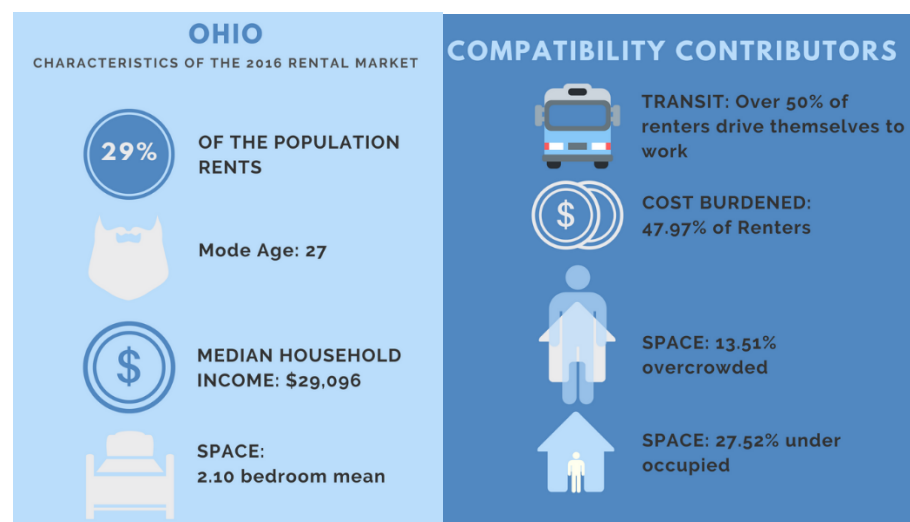 OHIO
CHARACTERISTICS OF THE 2016 RENTAL MARKET
29%
OF THE POPULATION
RENTS
Mode Age: 27
$
MEDIAN HOUSEHOLD
INCOME: $29,096
SPACE:
2.10 bedroom mean
COMPATIBILITY CONTRIBUTORS
TRANSIT: Over 50% of
renters drive themselves to
work
$
COST BURDENED:
47.97% of Renters
SPACE: 13.51%
overcrowded
SPACE: 27.52% under
occupied